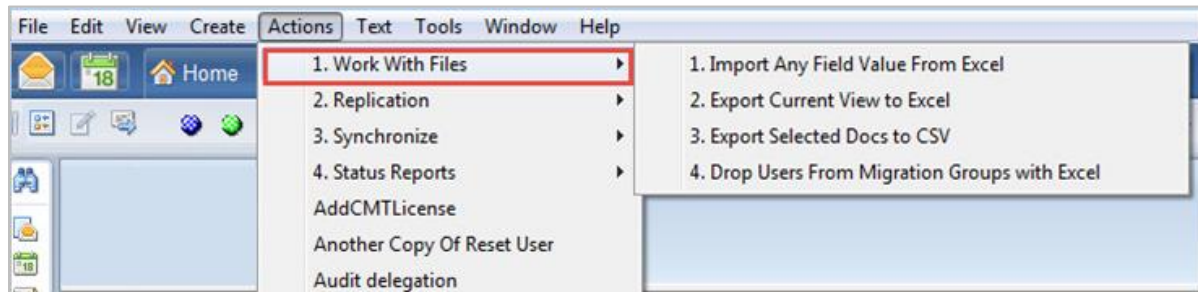 File Edit View Create Actions Text Tools Window Help
18 Home
1. Work With Files
2. Replication
3. Synchronize
4. Status Reports
AddCMTLicense
Another Copy Of Reset User
Audit delegation
1. Import Any Field Value From Excel
2. Export Current View to Excel
3. Export Selected Docs to CSV
4. Drop Users From Migration Groups with Excel
18